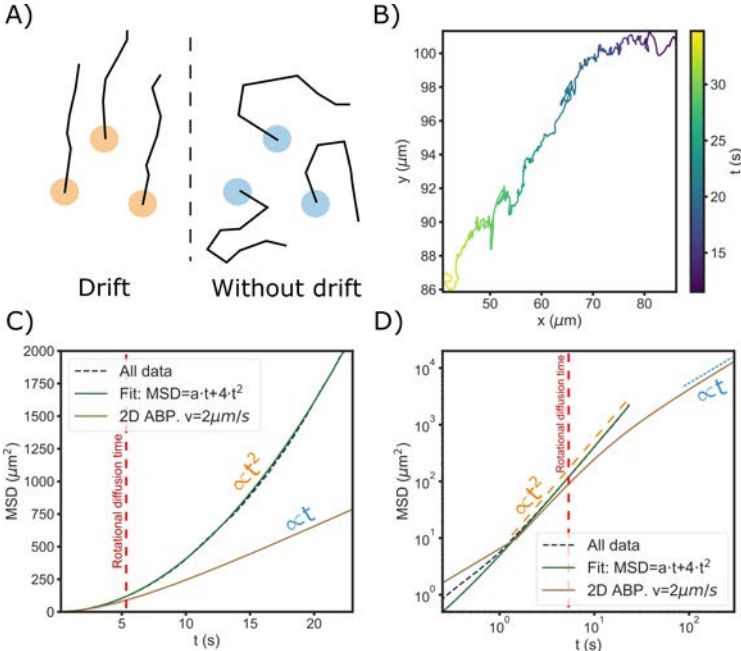 A)
Drift
Without drift
B)
100
98
96
94
92
90
88
86
y (μm)
50
60
70
80
x (μm)
30
25
20
15
t (s)
C)
2000
1750
1500
1250
1000
750
500
250
0
MSD (μm²)
All data
Fit: MSD=a·t+4·t²
2D ABP. v=2μm/s
Rotational diffusion time
∝t²
∝t
5
10
15
20
t (s)
D)
10⁴
10³
10²
10¹
10⁰
MSD (μm²)
Rotational diffusion time
∝t
∝t²
All data
Fit: MSD=a·t+4·t²
2D ABP. v=2μm/s
10⁰
10¹
10²
t (s)